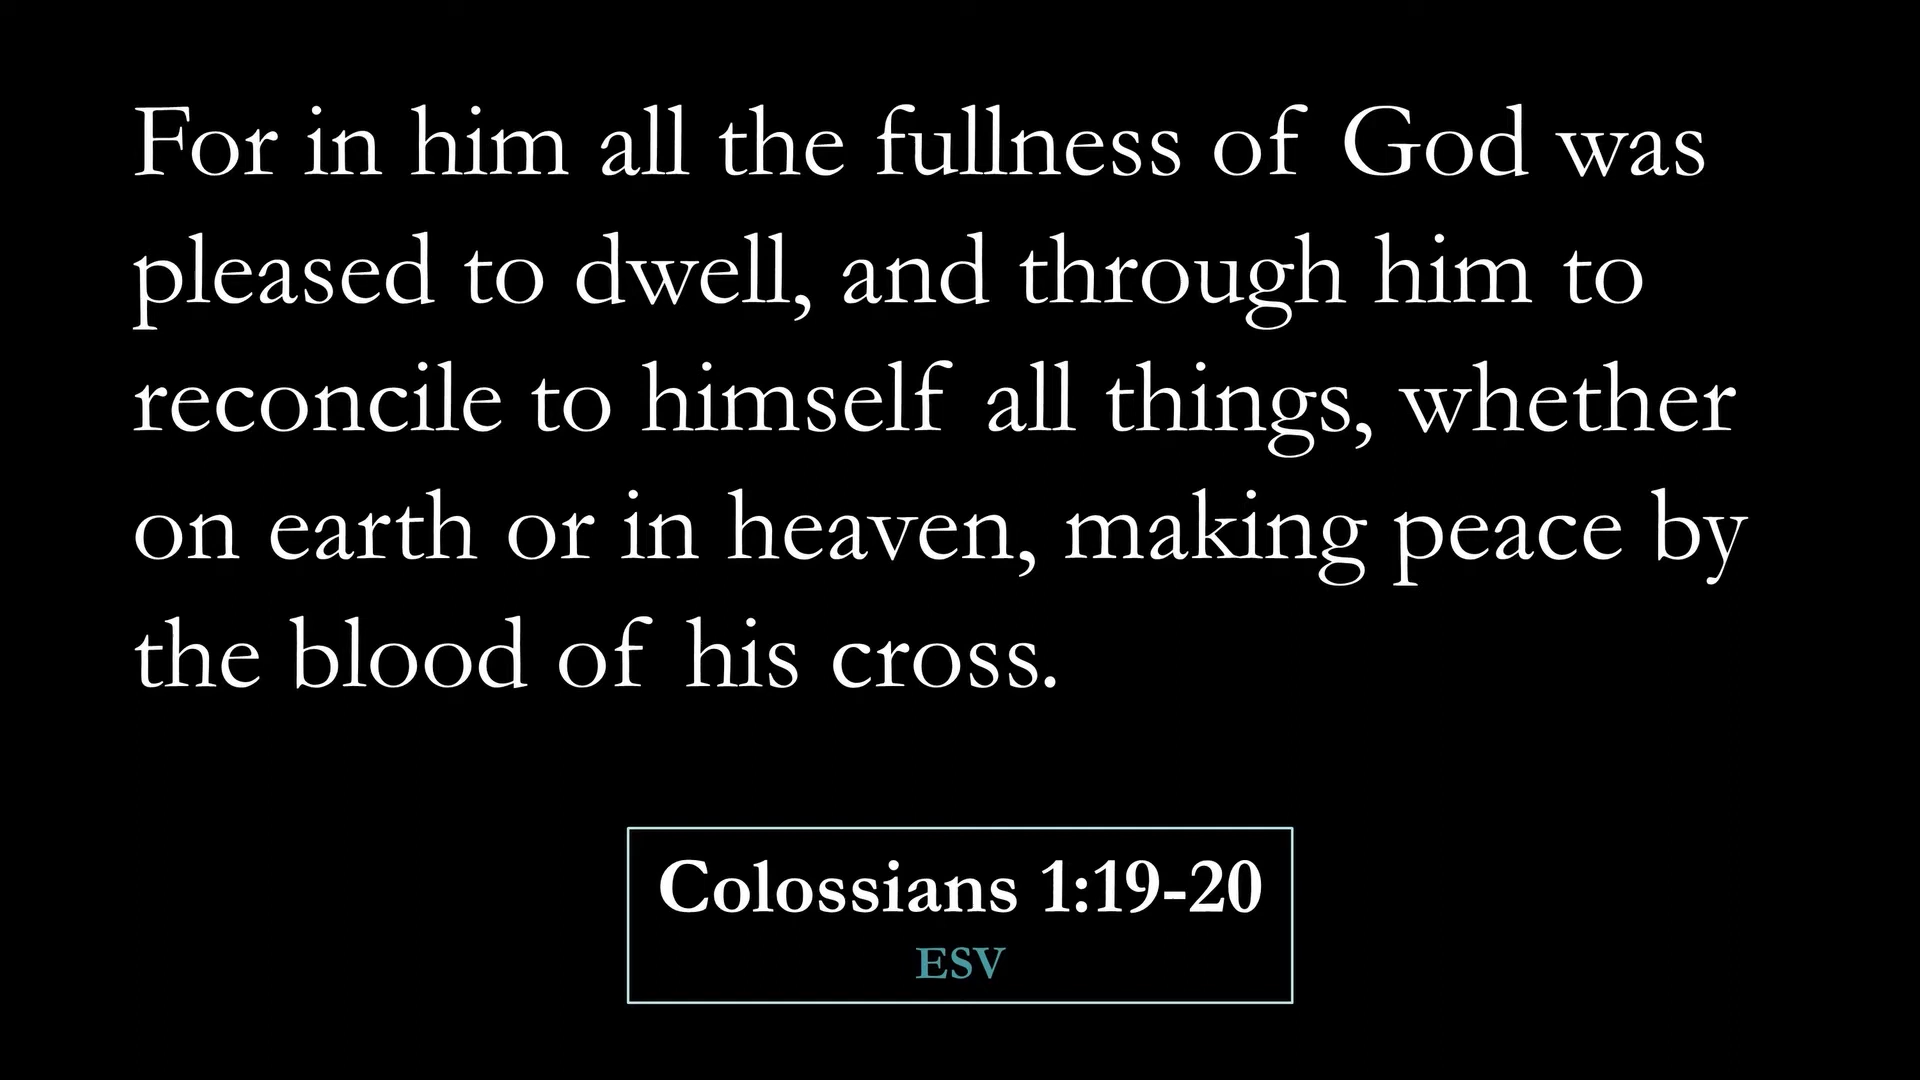 For in him all the fullness of God was
pleased to dwell, and through him to
reconcile to himself all things, whether
on earth or in heaven, making peace by
the blood of his cross.
Colossians 1:19-20
ESV